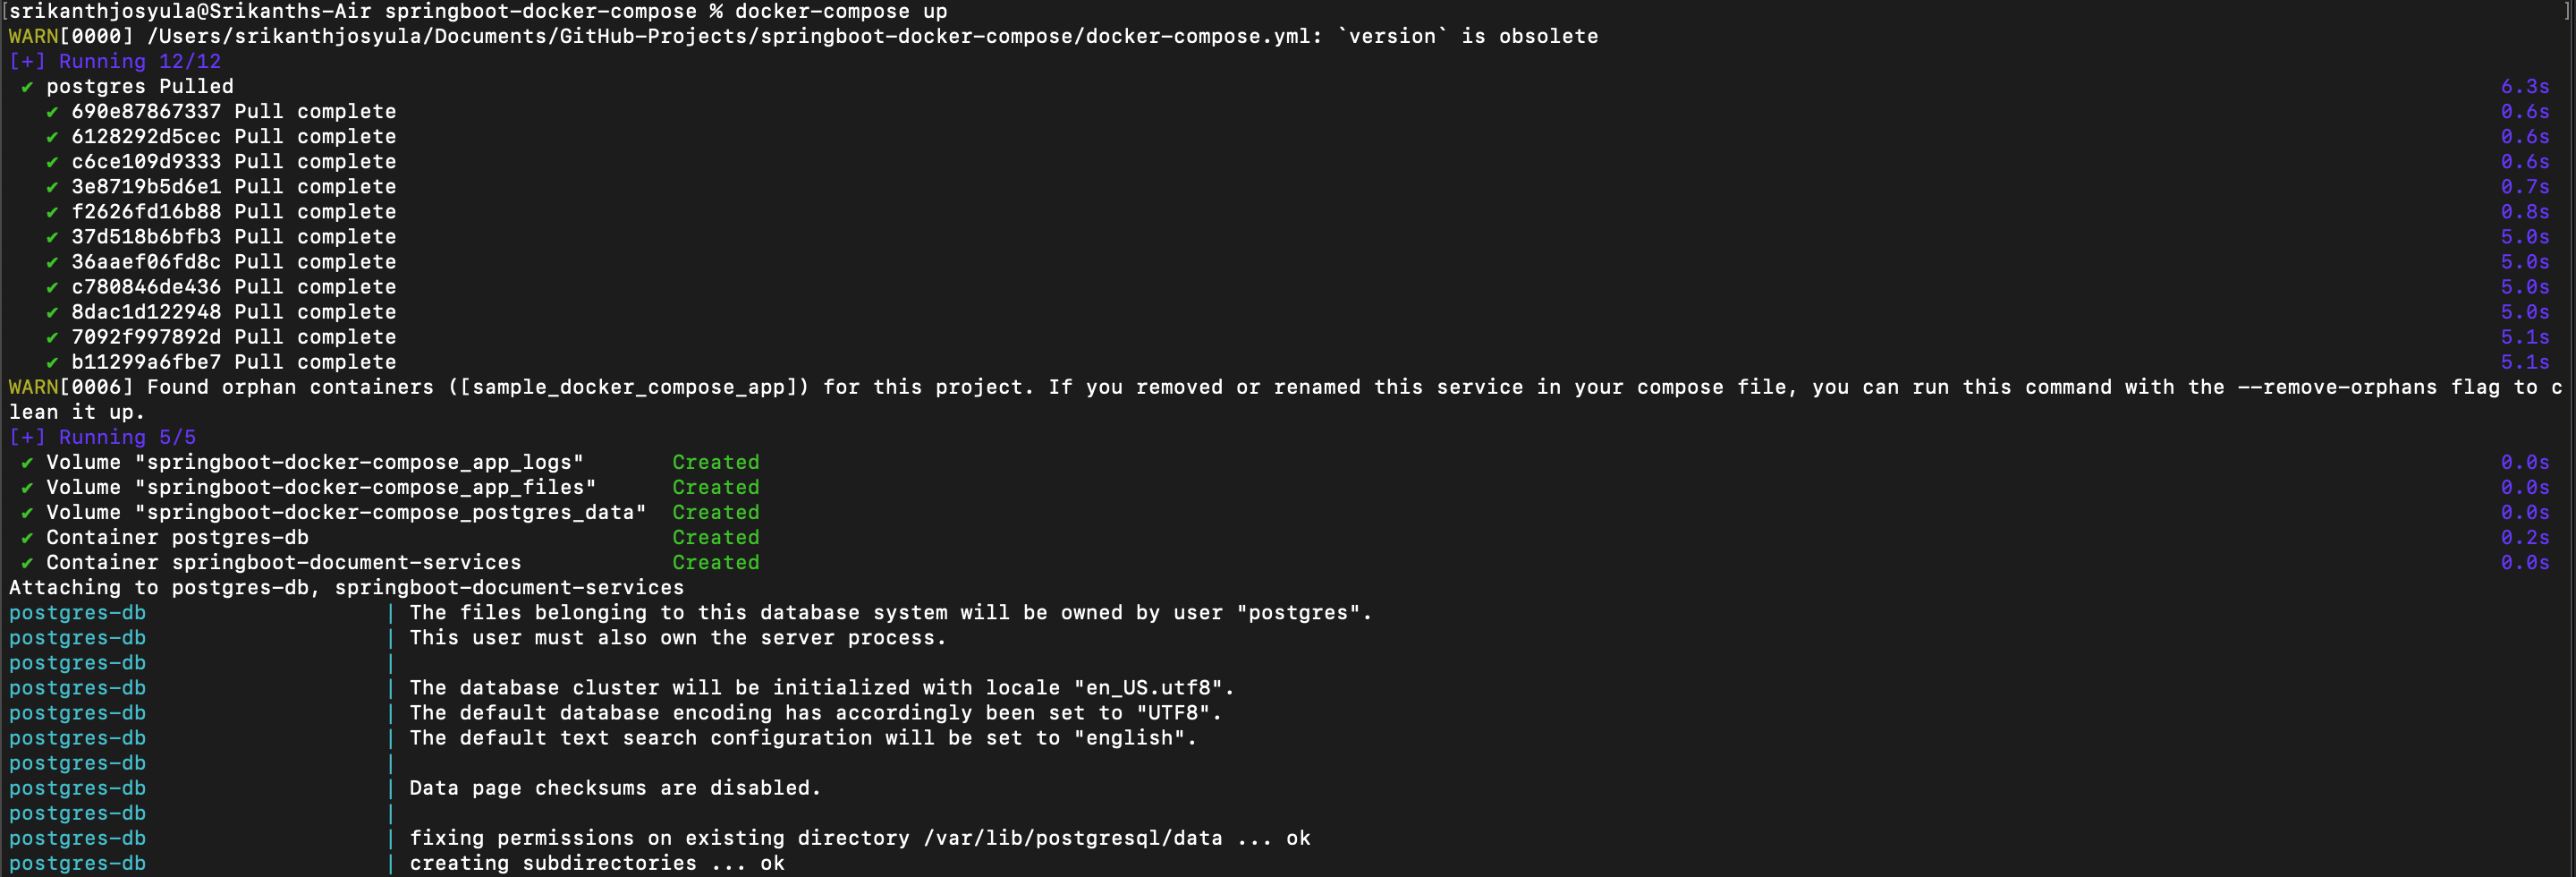 [srikanthjosyula@Srikanths-Air springboot-docker-compose % docker-compose up ]
WARN[0000] /Users/srikanthjosyula/Documents/GitHub-Projects/springboot-docker-compose/docker-compose.yml: `version` is obsolete
[+] Running 12/12
✔ postgres Pulled 6.3s
✔ 690e87867337 Pull complete 0.6s
✔ 6128292d5cec Pull complete 0.6s
✔ c6ce109d9333 Pull complete 0.6s
✔ 3e8719b5d6e1 Pull complete 0.7s
✔ f2626fd16b88 Pull complete 0.8s
✔ 37d518b6bfb3 Pull complete 5.0s
✔ 36aaef06fd8c Pull complete 5.0s
✔ c780846de436 Pull complete 5.0s
✔ 8dac1d122948 Pull complete 5.0s
✔ 7092f997892d Pull complete 5.1s
✔ b11299a6fbe7 Pull complete 5.1s
WARN[0006] Found orphan containers ([sample_docker_compose_app]) for this project. If you removed or renamed this service in your compose file, you can run this command with the --remove-orphans flag to c
lean it up.
[+] Running 5/5
✔ Volume "springboot-docker-compose_app_logs" Created 0.0s
✔ Volume "springboot-docker-compose_app_files" Created 0.0s
✔ Volume "springboot-docker-compose_postgres_data" Created 0.0s
✔ Container postgres-db Created 0.2s
✔ Container springboot-document-services Created 0.0s
Attaching to postgres-db, springboot-document-services
postgres-db | The files belonging to this database system will be owned by user "postgres".
postgres-db | This user must also own the server process.
postgres-db |
postgres-db | The database cluster will be initialized with locale "en_US.utf8".
postgres-db | The default database encoding has accordingly been set to "UTF8".
postgres-db | The default text search configuration will be set to "english".
postgres-db |
postgres-db | Data page checksums are disabled.
postgres-db |
postgres-db | fixing permissions on existing directory /var/lib/postgresql/data ... ok
postgres-db | creating subdirectories ... ok